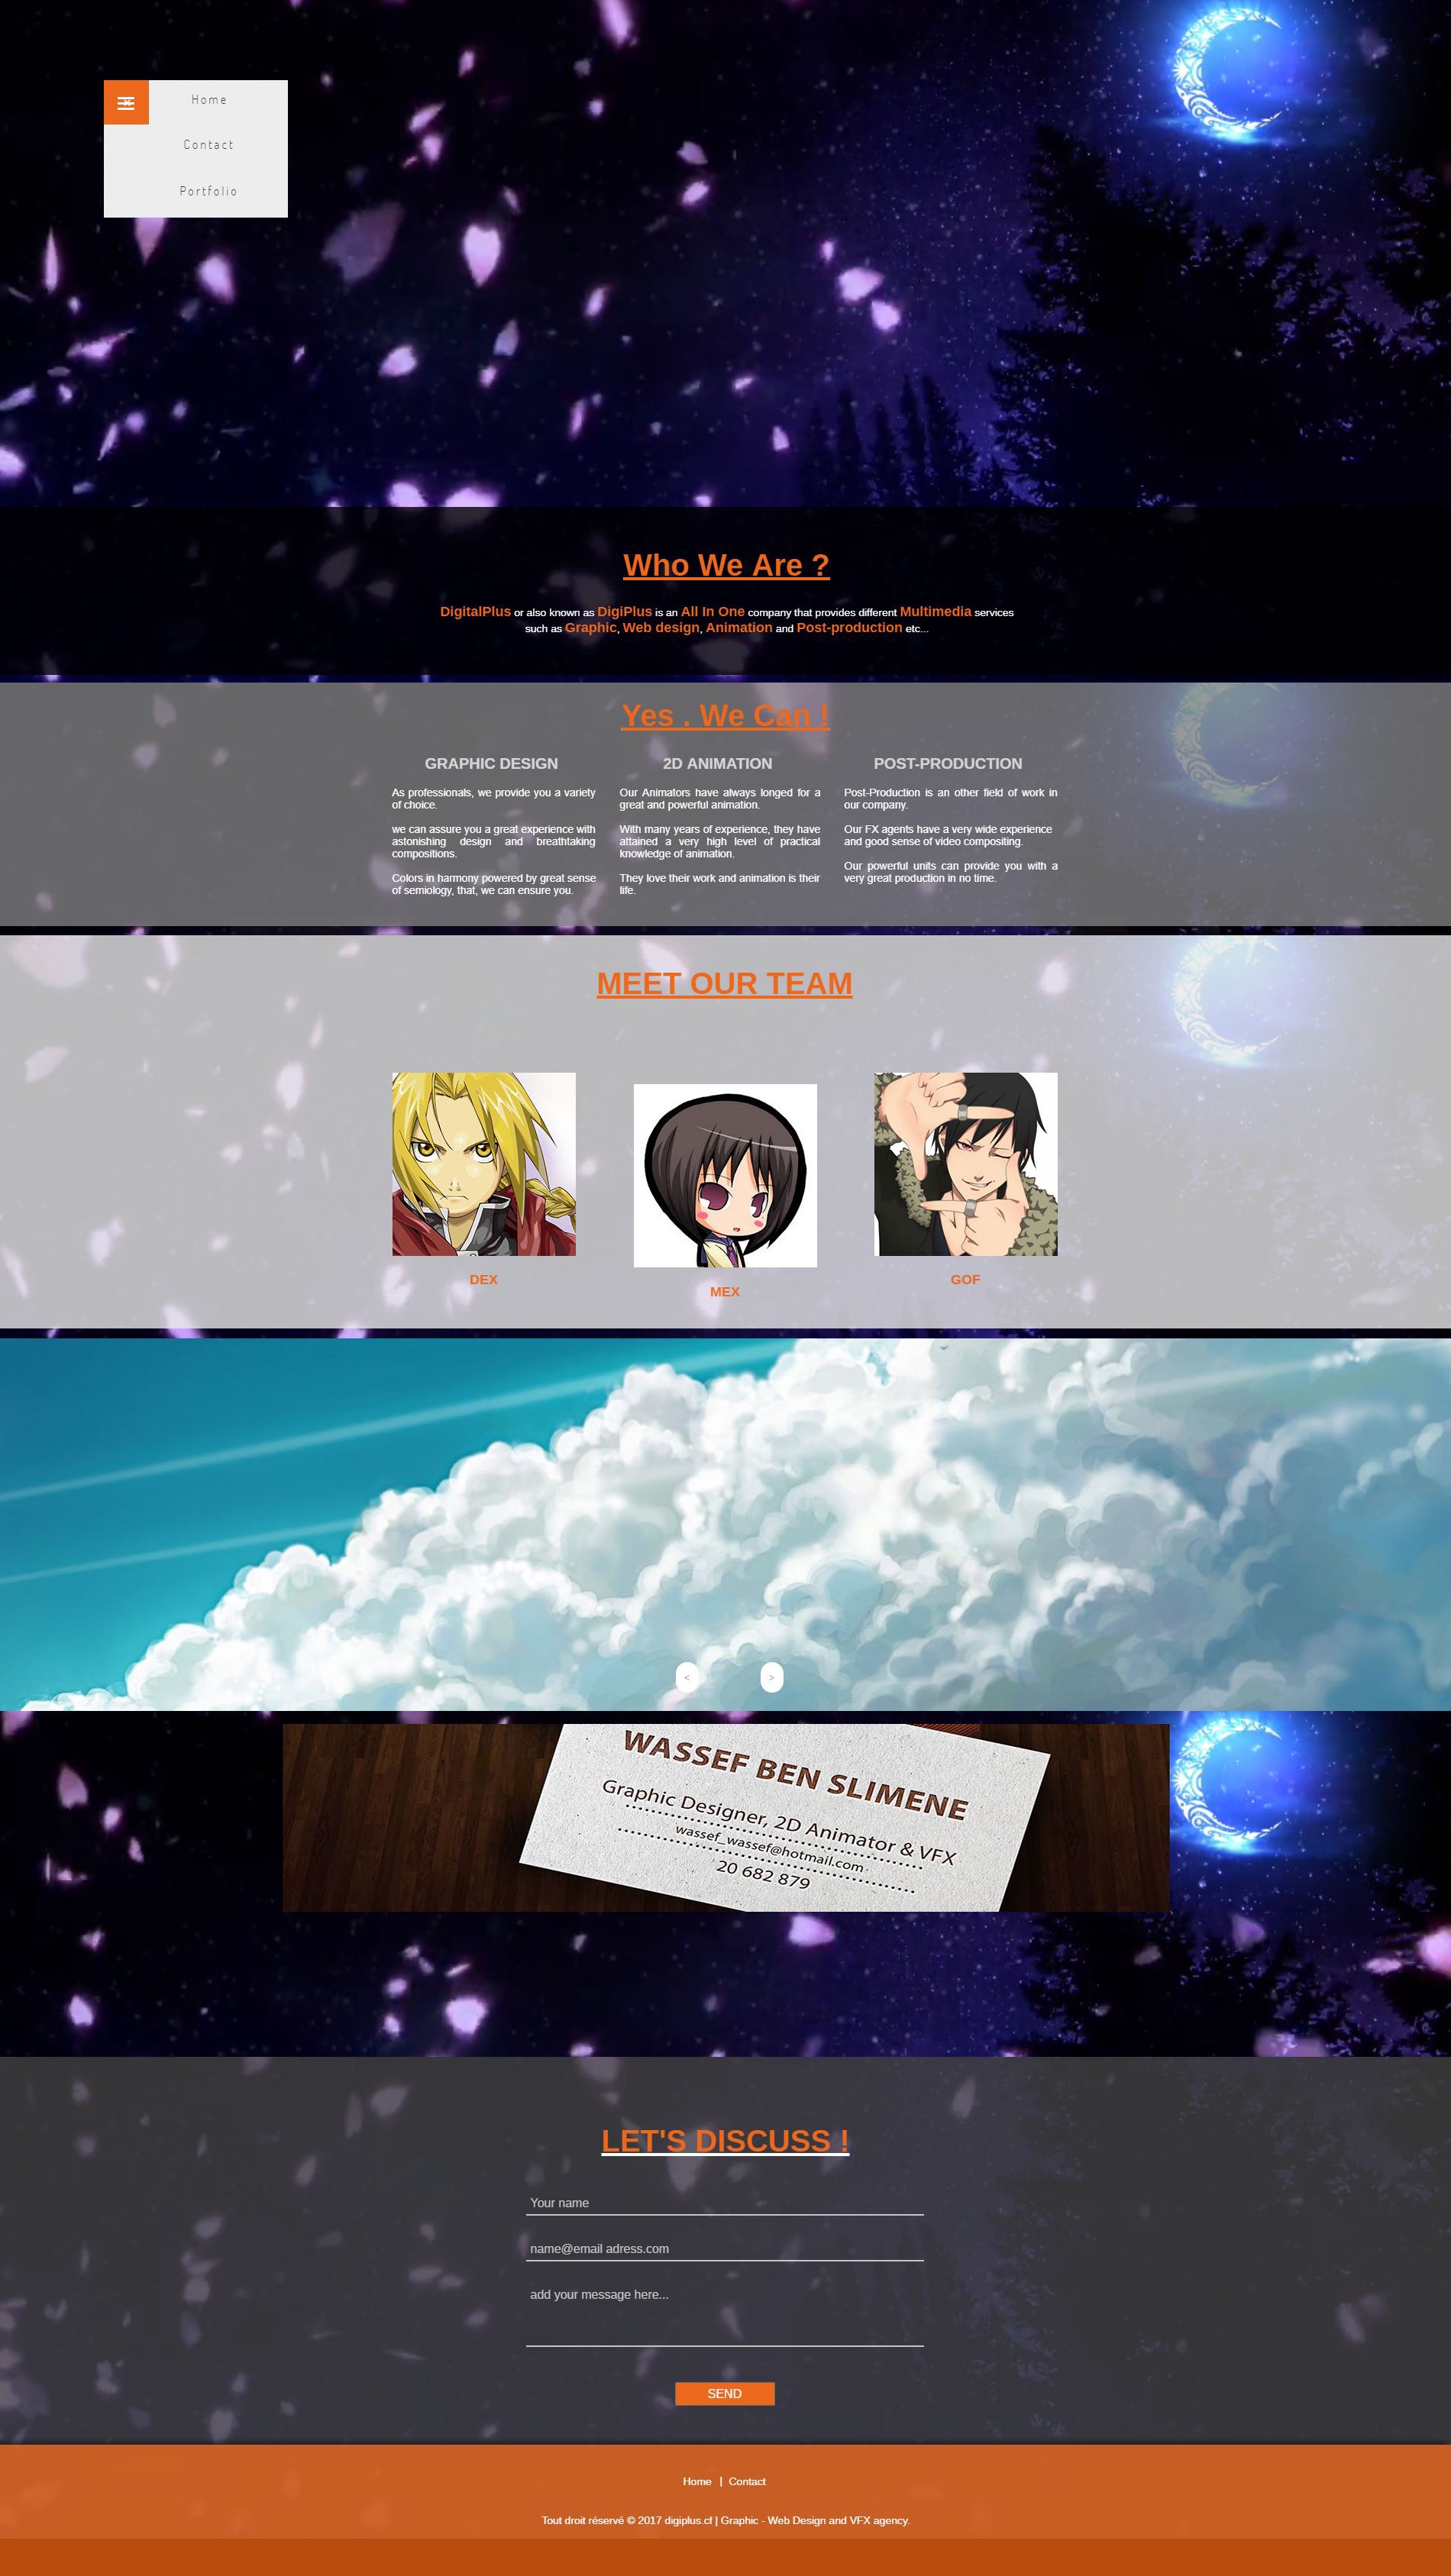 Home
Contact
Portfolio
Who We Are ?
DigitalPlus or also known as DigiPlus is an All In One company that provides different Multimedia services
such as Graphic, Web design, Animation and Post-production etc...
Yes . We Can !
GRAPHIC DESIGN
As professionals, we provide you a variety
of choice.
we can assure you a great experience with
astonishing design and breathtaking
compositions.
Colors in harmony powered by great sense
of semiology, that, we can ensure you.
2D ANIMATION
Our Animators have always longed for a
great and powerful animation.
With many years of experience, they have
attained a very high level of practical
knowledge of animation.
They love their work and animation is their
life.
POST-PRODUCTION
Post-Production is an other field of work in
our company.
Our FX agents have a very wide experience
and good sense of video compositing.
Our powerful units can provide you with a
very great production in no time.
MEET OUR TEAM
DEX
MEX
GOF
< >
WASSEF BEN SLIMENE
Graphic Designer, 2D Animator & VFX
wassef_wassef@hotmail.com
20 682 879
LET'S DISCUSS !
Your name
name@email adress.com
add your message here...
SEND
Home | Contact
Tout droit réservé © 2017 digiplus.cf | Graphic - Web Design and VFX agency.